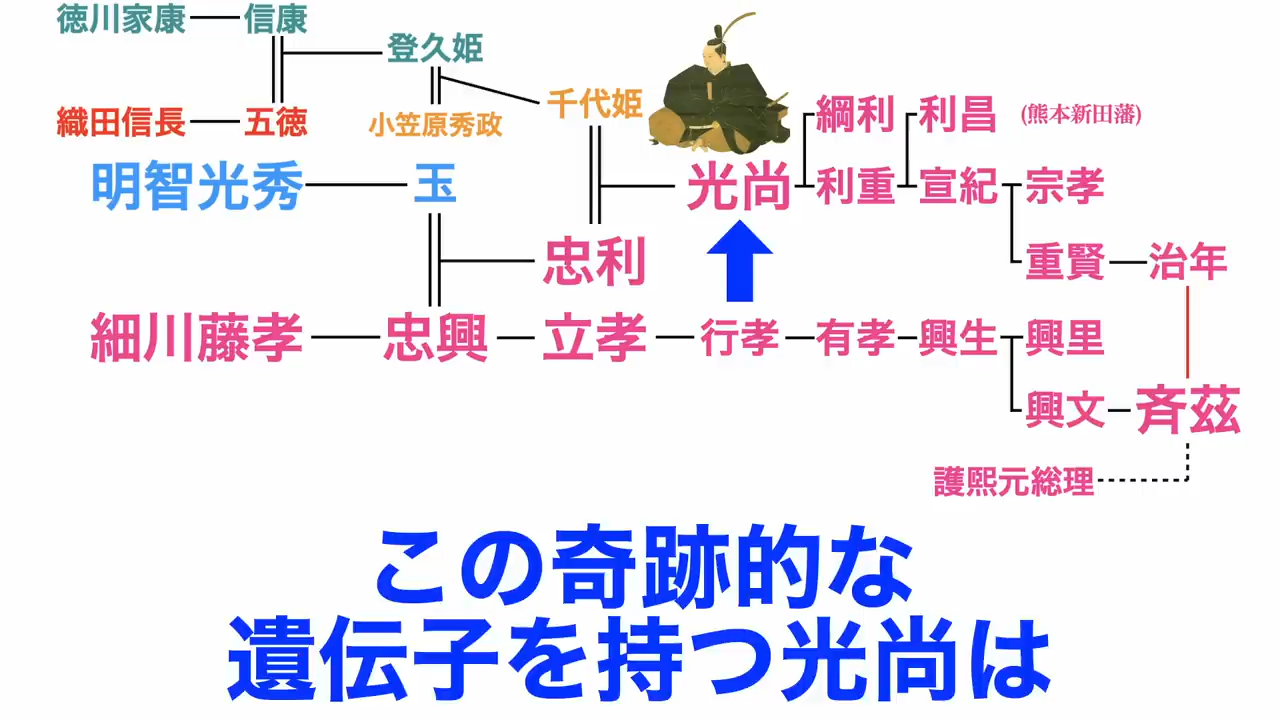 徳川家康 信康
登久姫
織田信長 五徳 小笠原秀政 千代姫
綱利 利昌 (熊本新田藩)
明智光秀 玉 光尚 利重 宣紀 宗孝
忠利 重賢 治年
細川藤孝 忠興 立孝 行孝 有孝 興生 興里
興文 斉茲
護熙元総理
この奇跡的な
遺伝子を持つ光尚は